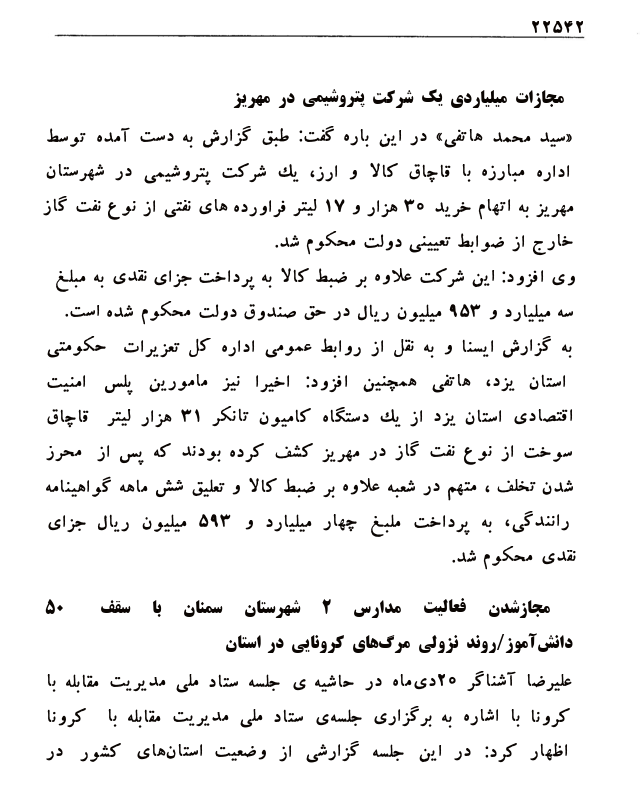 ۲۲۵۴۲
مجازات میلیاردی یک شرکت پتروشیمی در مهریز
«سید محمد هاتفی» در این باره گفت: طبق گزارش به دست آمده توسط
اداره مبارزه با قاچاق کالا و ارز، یك شرکت پتروشیمی در شهرستان
مهریز به اتهام خرید ۳۰ هزار و ۱۷ لیتر فراورده های نفتی از نوع نفت گاز
خارج از ضوابط تعیینی دولت محکوم شد.
وی افزود: این شرکت علاوه بر ضبط کالا به پرداخت جزای نقدی به مبلغ
سه میلیارد و ۹۵۳ میلیون ریال در حق صندوق دولت محکوم شده است.
به گزارش ایسنا و به نقل از روابط عمومی اداره کل تعزیرات حکومتی
استان یزد، هاتفی همچنین افزود: اخیرا نیز مامورین پلس امنیت
اقتصادی استان یزد از یك دستگاه کامیون تانکر ۳۱ هزار لیتر قاچاق
سوخت از نوع نفت گاز در مهریز کشف کرده بودند که پس از محرز
شدن تخلف ، متهم در شعبه علاوه بر ضبط کالا و تعلیق شش ماهه گواهینامه
رانندگی، به پرداخت ملبغ چهار میلیارد و ۵۹۳ میلیون ریال جزای
نقدی محکوم شد.
مجازشدن فعالیت مدارس ۲ شهرستان سمنان با سقف ۵۰
دانش‌آموز/روند نزولی مرگ‌های کرونایی در استان
علیرضا آشناگر ۲۰دی‌ماه در حاشیه ی جلسه ستاد ملی مدیریت مقابله با
کرونا با اشاره به برگزاری جلسه‌ی ستاد ملی مدیریت مقابله با کرونا
اظهار کرد: در این جلسه گزارشی از وضعیت استان‌های کشور در